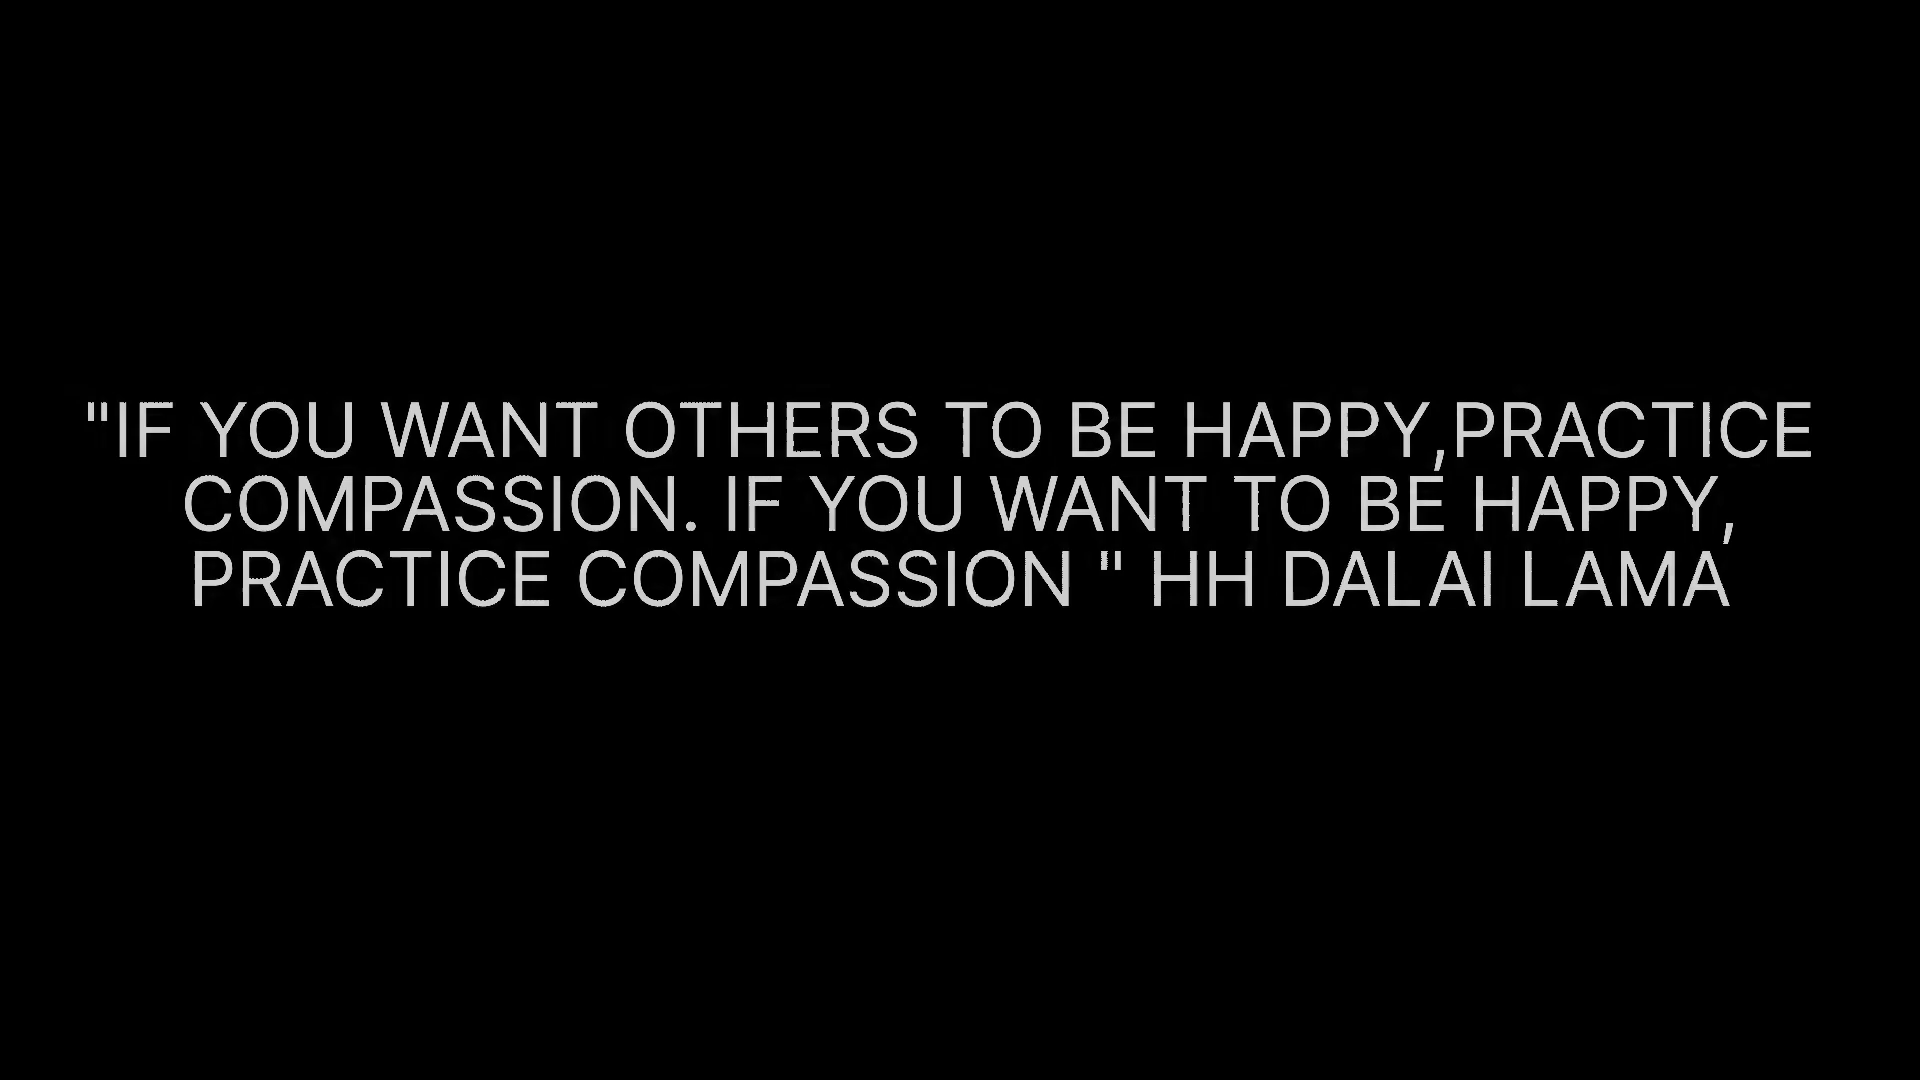 "IF YOU WANT OTHERS TO BE HAPPY,PRACTICE
COMPASSION. IF YOU WANT TO BE HAPPY,
PRACTICE COMPASSION " HH DALAI LAMA